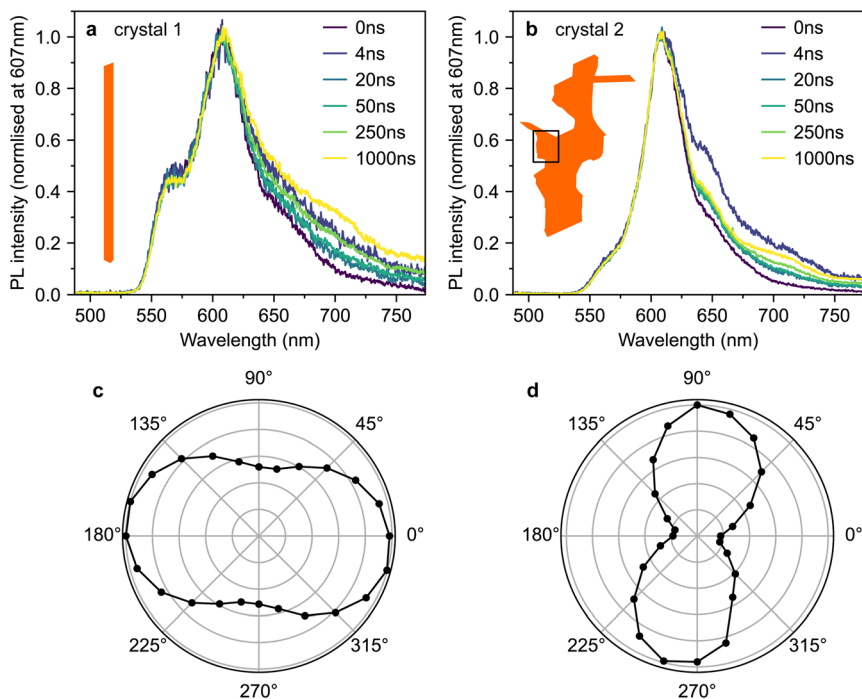 a crystal 1
0ns
4ns
20ns
50ns
250ns
1000ns
PL intensity (normlised at 607nm)
1.0
0.8
0.6
0.4
0.2
0.0
500 550 600 650 700 750
Wavelength (nm)
b crystal 2
0ns
4ns
20ns
50ns
250ns
1000ns
PL intensity (normlised at 607nm)
1.0
0.8
0.6
0.4
0.2
0.0
500 550 600 650 700 750
Wavelength (nm)
c
90°
135° 45°
180° 0°
225° 315°
270°
d
90°
135° 45°
180° 0°
225° 315°
270°